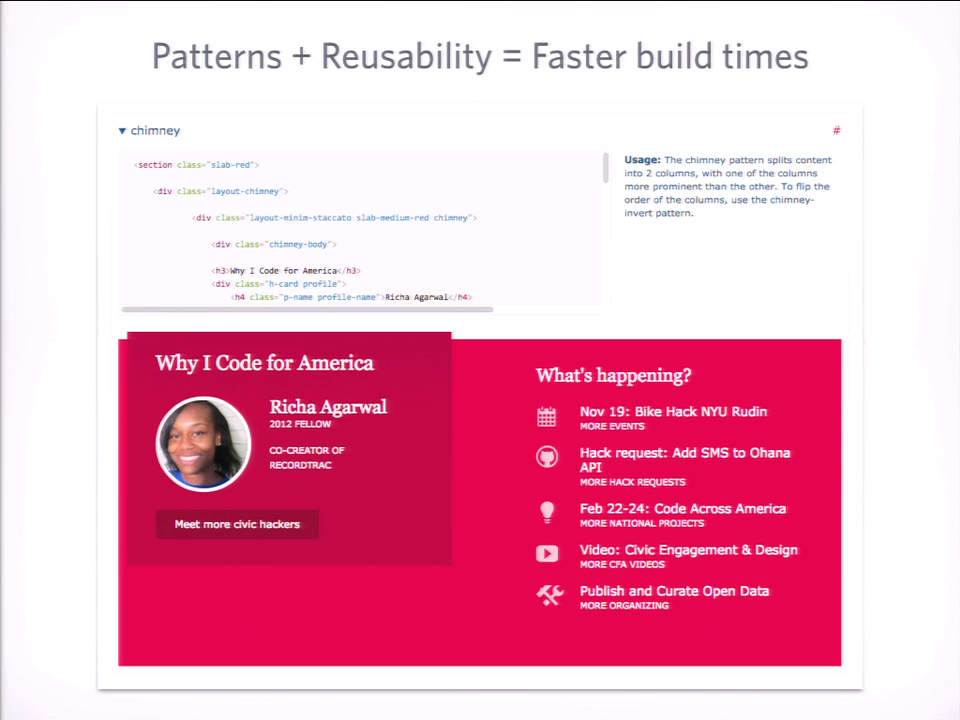 Patterns + Reusability = Faster build times
▼ chimney
#
<section class="slab-red">
<div class="layout-chimney">
<div class="layout-minim-staccato slab-medium-red chimney">
<div class="chimney-body">
<h3>Why I Code for America</h3>
<div class="h-card profile">
<h4 class="p-name profile-name">Richa Agarwal</h4>
Usage: The chimney pattern splits content
into 2 columns, with one of the columns
more prominent than the other. To flip the
order of the columns, use the chimney-
invert pattern.
Why I Code for America
Richa Agarwal
2012 FELLOW
CO-CREATOR OF
RECORDTRAC
Meet more civic hackers
What's happening?
Nov 19: Bike Hack NYU Rudin
MORE EVENTS
Hack request: Add SMS to Ohana
API
MORE HACK REQUESTS
Feb 22-24: Code Across America
MORE NATIONAL PROJECTS
Video: Civic Engagement & Design
MORE CFA VIDEOS
Publish and Curate Open Data
MORE ORGANIZING